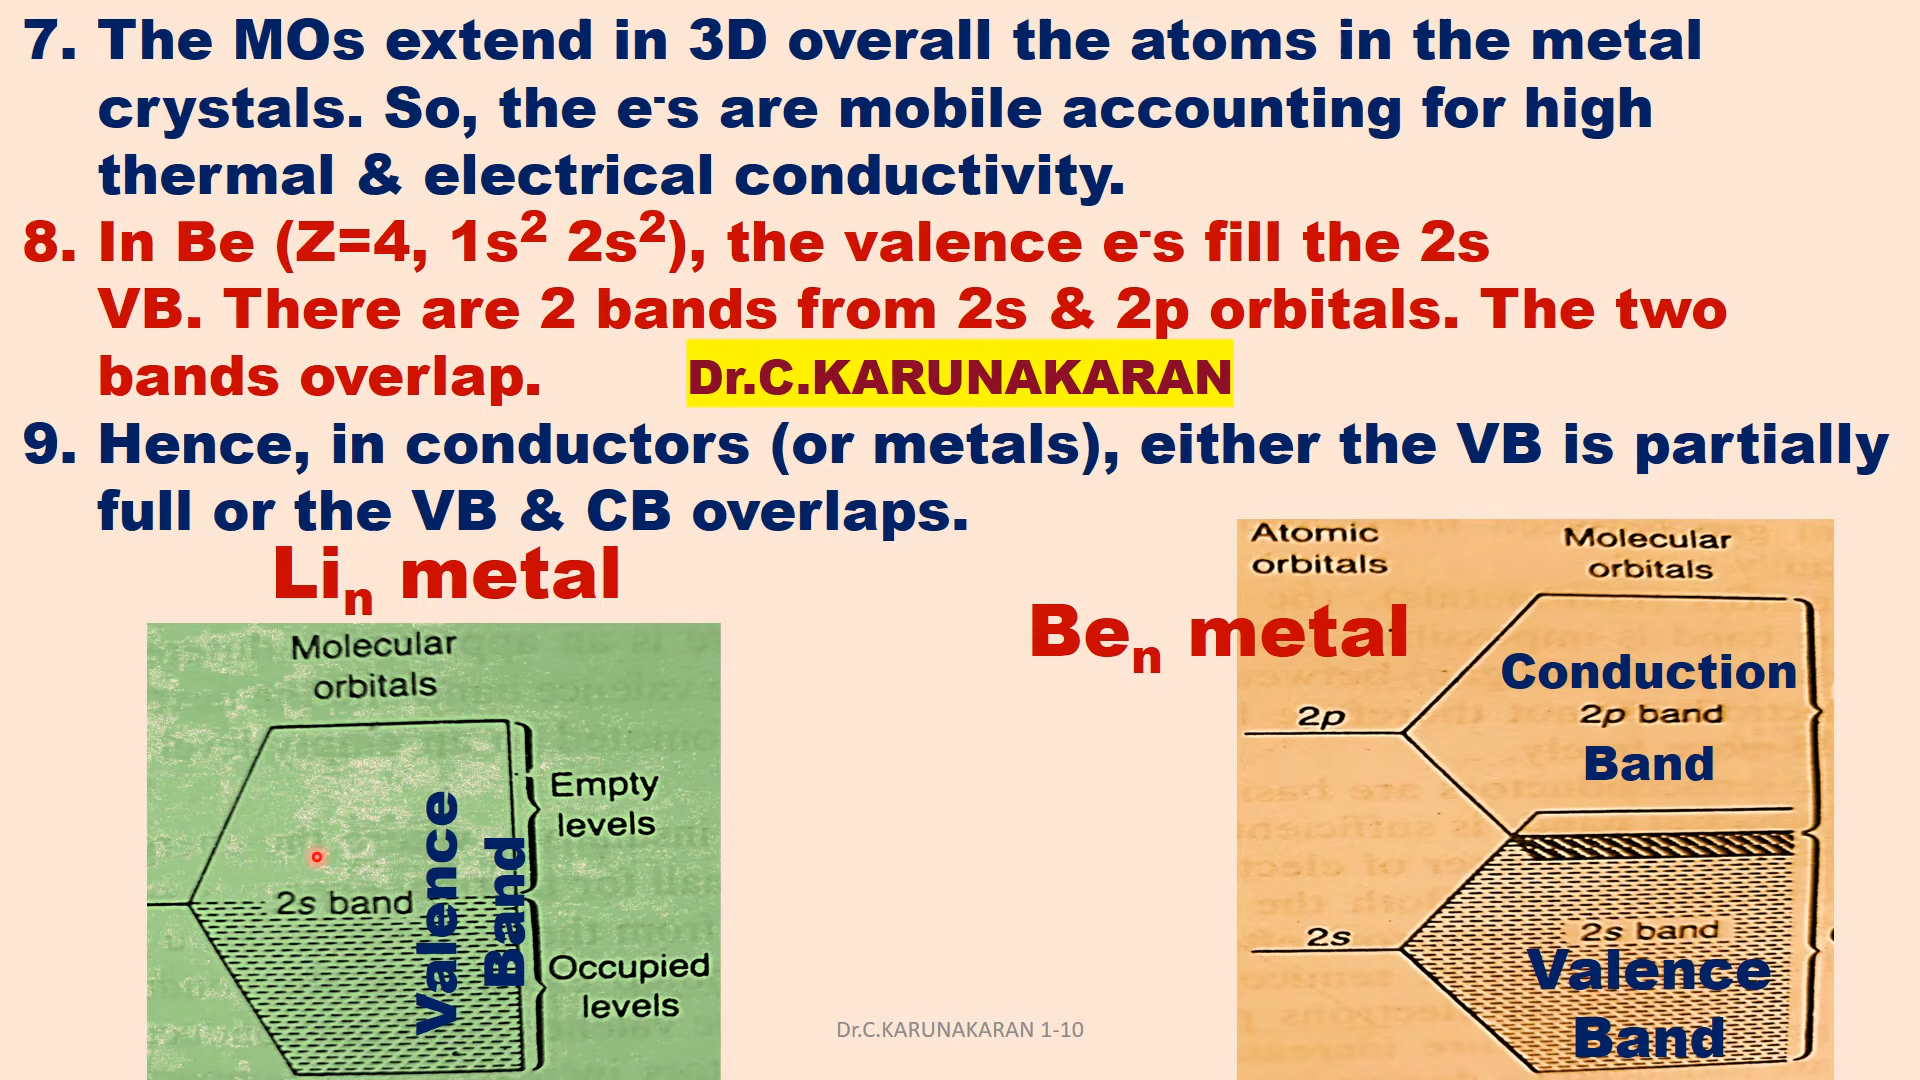 7. The MOs extend in 3D overall the atoms in the metal
crystals. So, the e⁻s are mobile accounting for high
thermal & electrical conductivity.
8. In Be (Z=4, 1s² 2s²), the valence e⁻s fill the 2s
VB. There are 2 bands from 2s & 2p orbitals. The two
bands overlap.
Dr.C.KARUNAKARAN
9. Hence, in conductors (or metals), either the VB is partially
full or the VB & CB overlaps.
Liₙ metal
Molecular
orbitals
Empty
levels
2s band
Valence
Band
Occupied
levels
Beₙ metal
Atomic
orbitals
Molecular
orbitals
Conduction
2p
2p band
Band
2s
2s band
Valence
Band
Dr.C.KARUNAKARAN 1-10